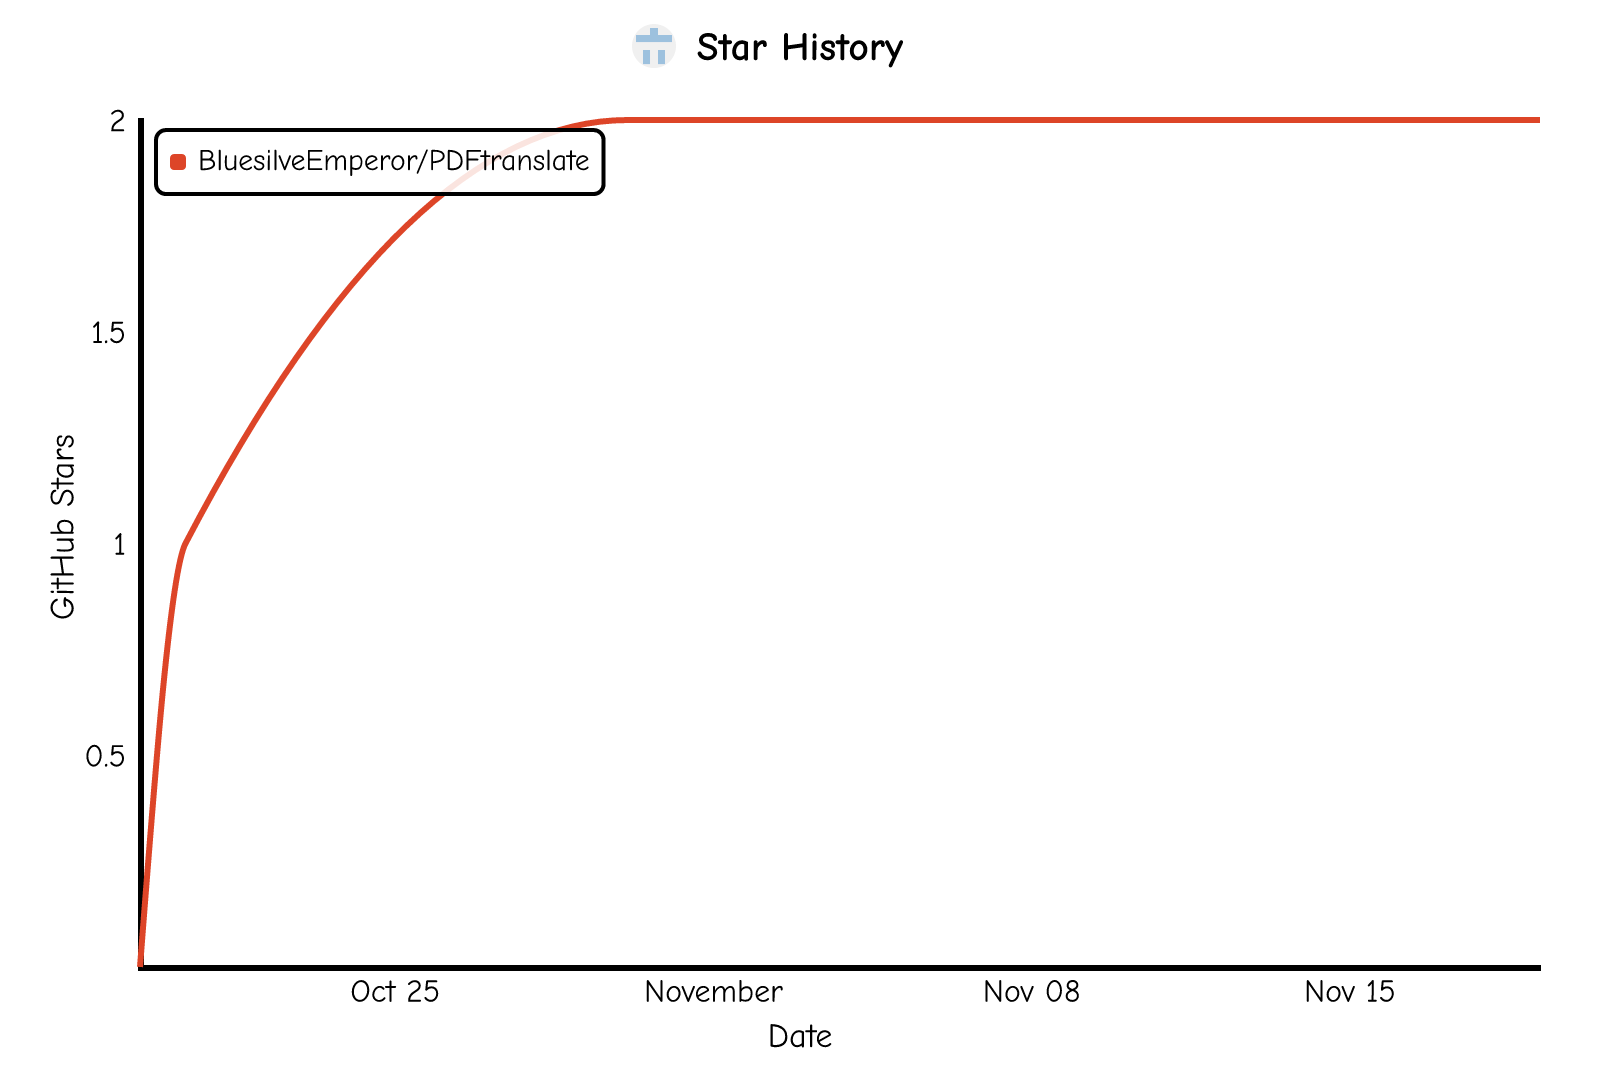 Star History
BluesilveEmperor/PDFtranslate
2
1.5
1
0.5
GitHub Stars
Oct 25
November
Nov 08
Nov 15
Date